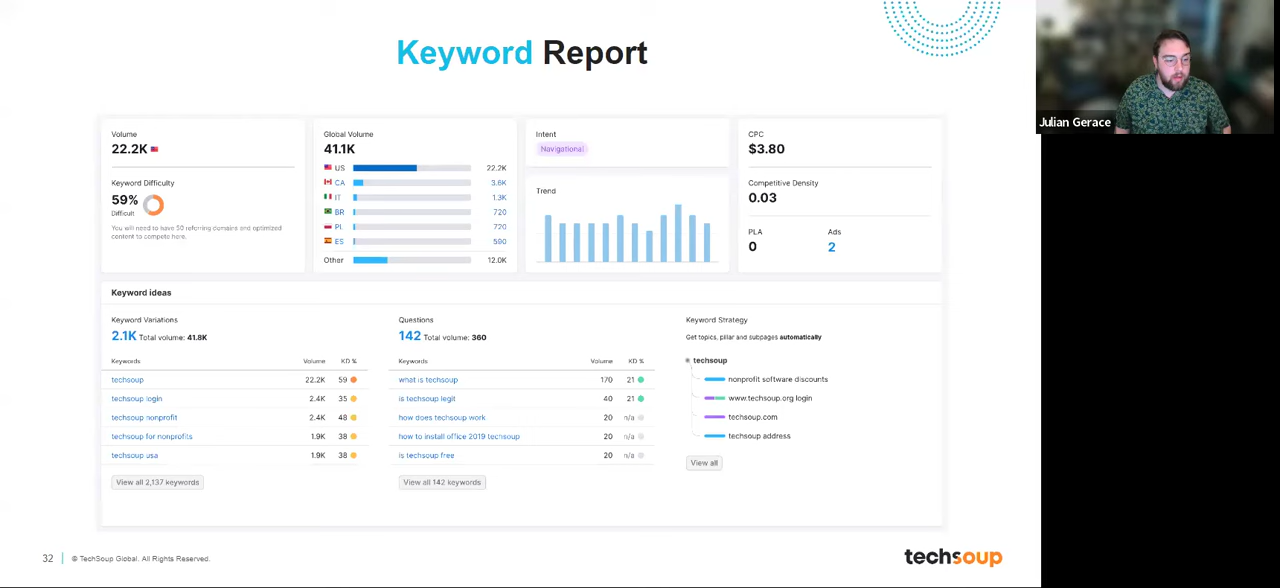 Keyword Report
Julian Gerace
Volume
22.2K
Keyword Difficulty
59%
Difficult
You will need to have 50 referring domains and optimized
content to compete here.
Global Volume
41.1K
US 22.2K
CA 3.6K
IT 1.3K
BR 720
PL 720
ES 590
Other 12.0K
Intent
Navigational
Trend
CPC
$3.80
Competitive Density
0.03
PLA Ads
0 2
Keyword ideas
Keyword Variations
2.1K Total volume: 41.8K
Keywords Volume KD %
techsoup 22.2K 59
techsoup login 2.4K 35
techsoup nonprofit 2.4K 48
techsoup for nonprofits 1.9K 38
techsoup usa 1.9K 38
View all 2,137 keywords
Questions
142 Total volume: 360
Keywords Volume KD %
what is techsoup 170 21
is techsoup legit 40 21
how does techsoup work 20 n/a
how to install office 2019 techsoup 20 n/a
is techsoup free 20 n/a
View all 142 keywords
Keyword Strategy
Get topics, pillar and subpages automatically
techsoup
nonprofit software discounts
www.techsoup.org login
techsoup.com
techsoup address
View all
32 © TechSoup Global. All Rights Reserved.
techsoup